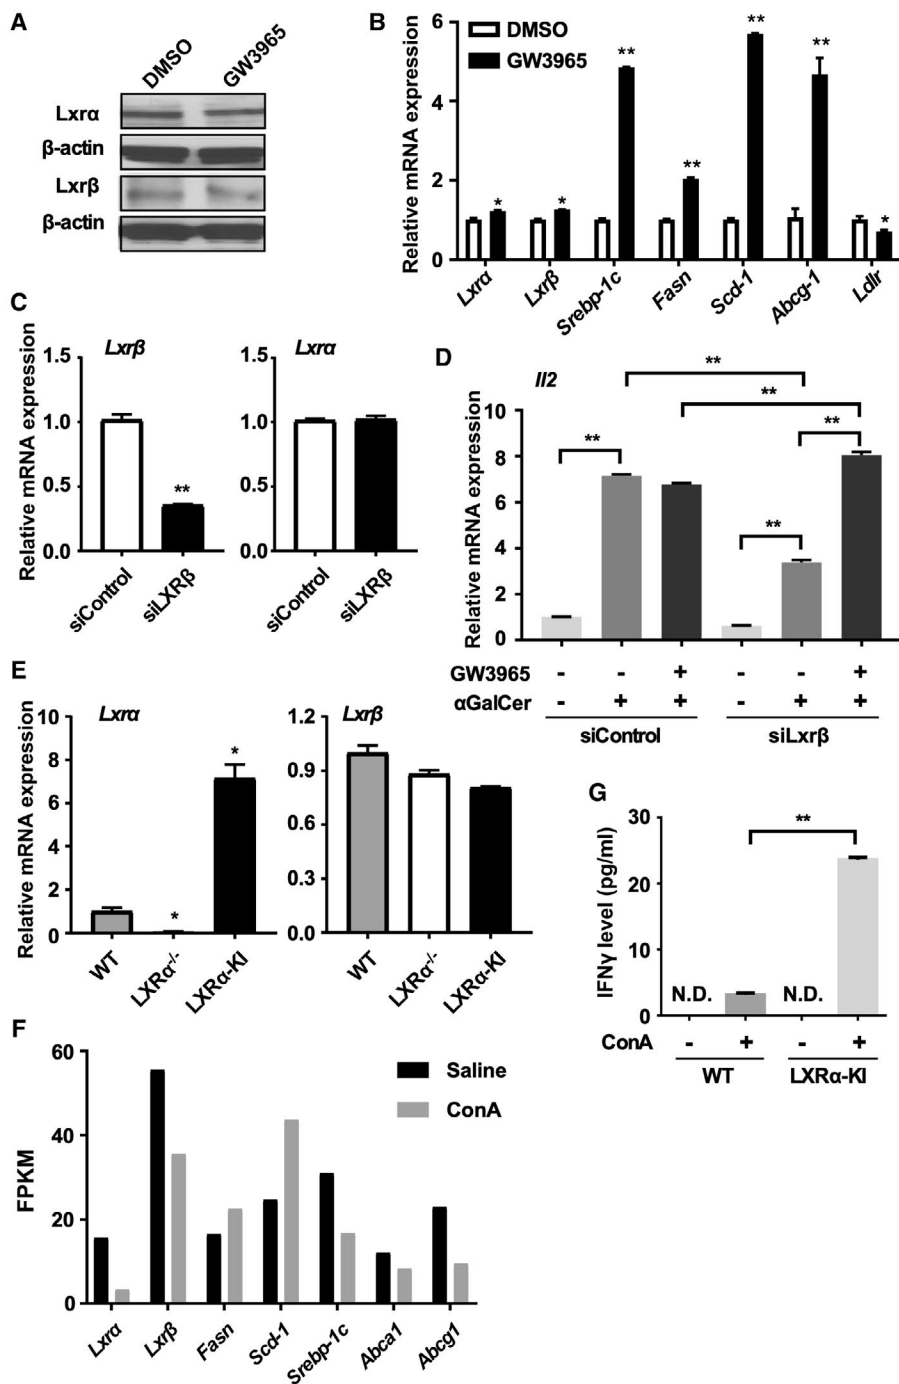 A
DMSO
GW3965
Lxrα
β-actin
Lxrβ
β-actin
B
DMSO
GW3965
Relative mRNA expression
6
4
2
0
*
*
**
**
**
**
*
Lxrα
Lxrβ
Srebp-1c
Fasn
Scd-1
Abcg-1
Ldlr
C
Lxrβ
Relative mRNA expression
1.5
1.0
0.5
0.0
**
siControl
siLXRβ
Lxrα
1.5
1.0
0.5
0.0
siControl
siLXRβ
D
Il2
Relative mRNA expression
10
8
6
4
2
0
**
**
**
**
**
GW3965 - - + - - +
αGalCer - + + - + +
siControl siLxrβ
E
Lxrα
Relative mRNA expression
10
8
6
4
2
0
*
*
WT
LXRα-/-
LXRα-KI
Lxrβ
1.2
0.9
0.6
0.3
0.0
WT
LXRα-/-
LXRα-KI
F
FPKM
60
40
20
0
Saline
ConA
Lxrα
Lxrβ
Fasn
Scd-1
Srebp-1c
Abca1
Abcg1
G
IFNγ level (pg/ml)
30
20
10
0
**
N.D. N.D.
ConA - + - +
WT LXRα-KI